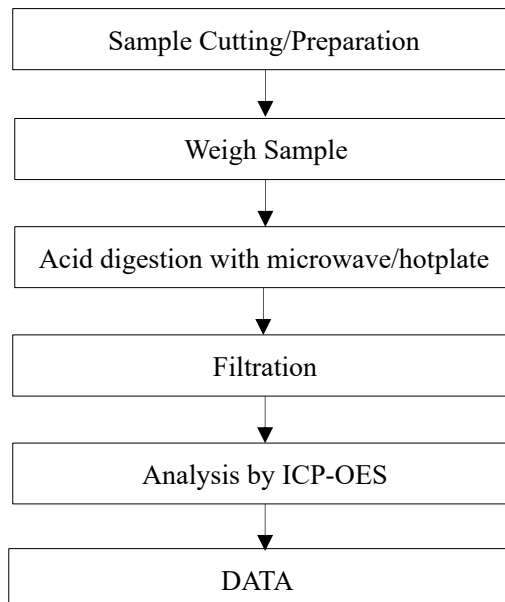 Sample Cutting/Preparation
Weigh Sample
Acid digestion with microwave/hotplate
Filtration
Analysis by ICP-OES
DATA